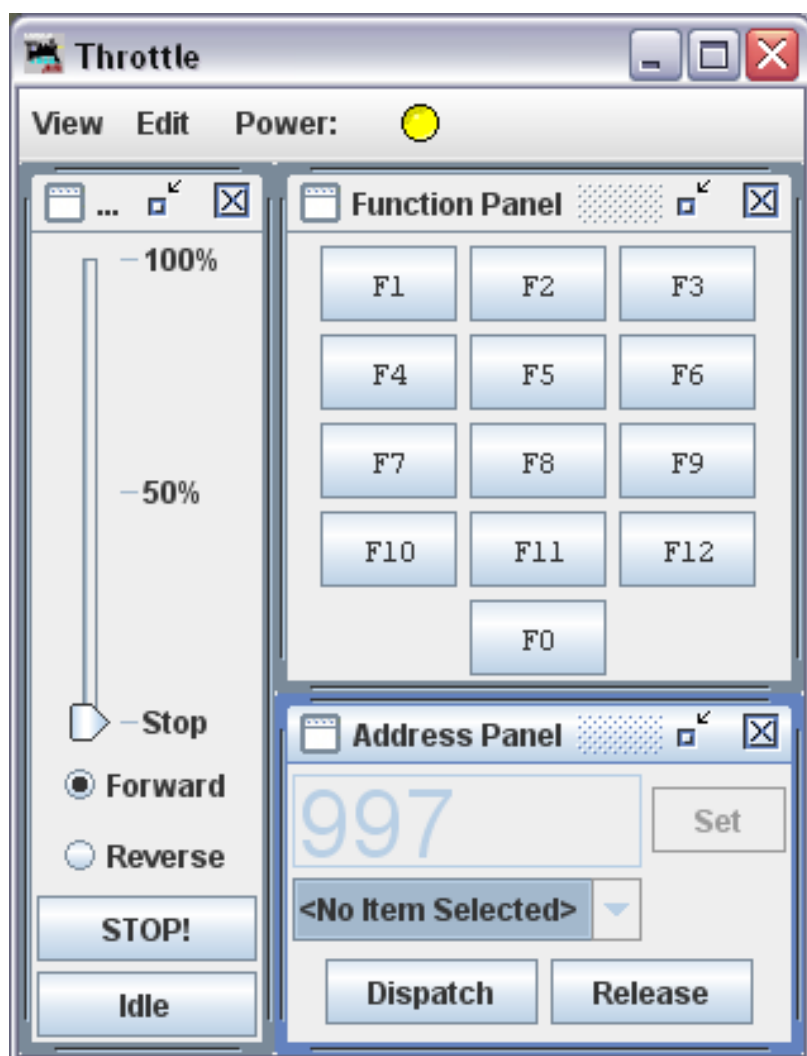 Throttle
View Edit Power:
...
100%
50%
Stop
Forward
Reverse
STOP!
Idle
Function Panel
F1 F2 F3
F4 F5 F6
F7 F8 F9
F10 F11 F12
F0
Address Panel
997 Set
<No Item Selected>
Dispatch Release